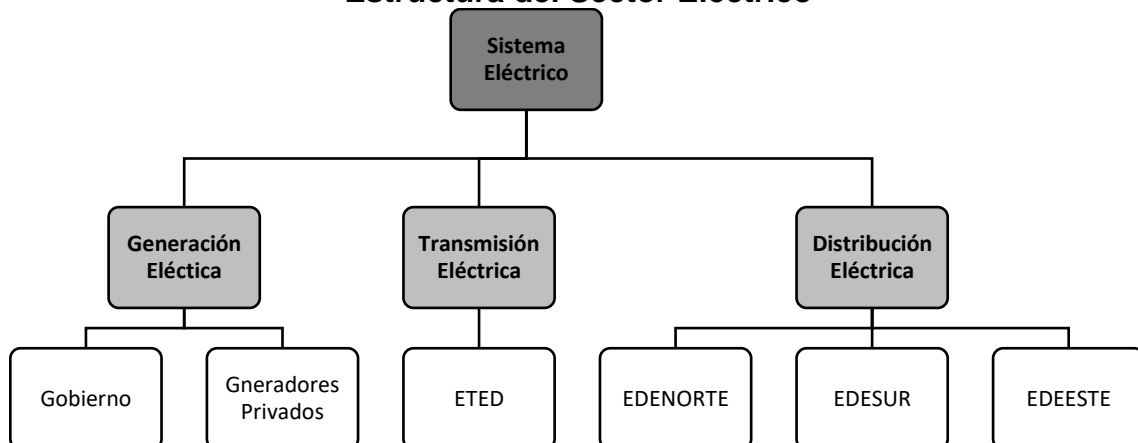 Estructura del Sector Eléctrico
Sistema
Eléctrico
Generación
Eléctica
Transmisión
Eléctrica
Distribución
Eléctrica
Gobierno
Gneradores
Privados
ETED
EDENORTE
EDESUR
EDEESTE